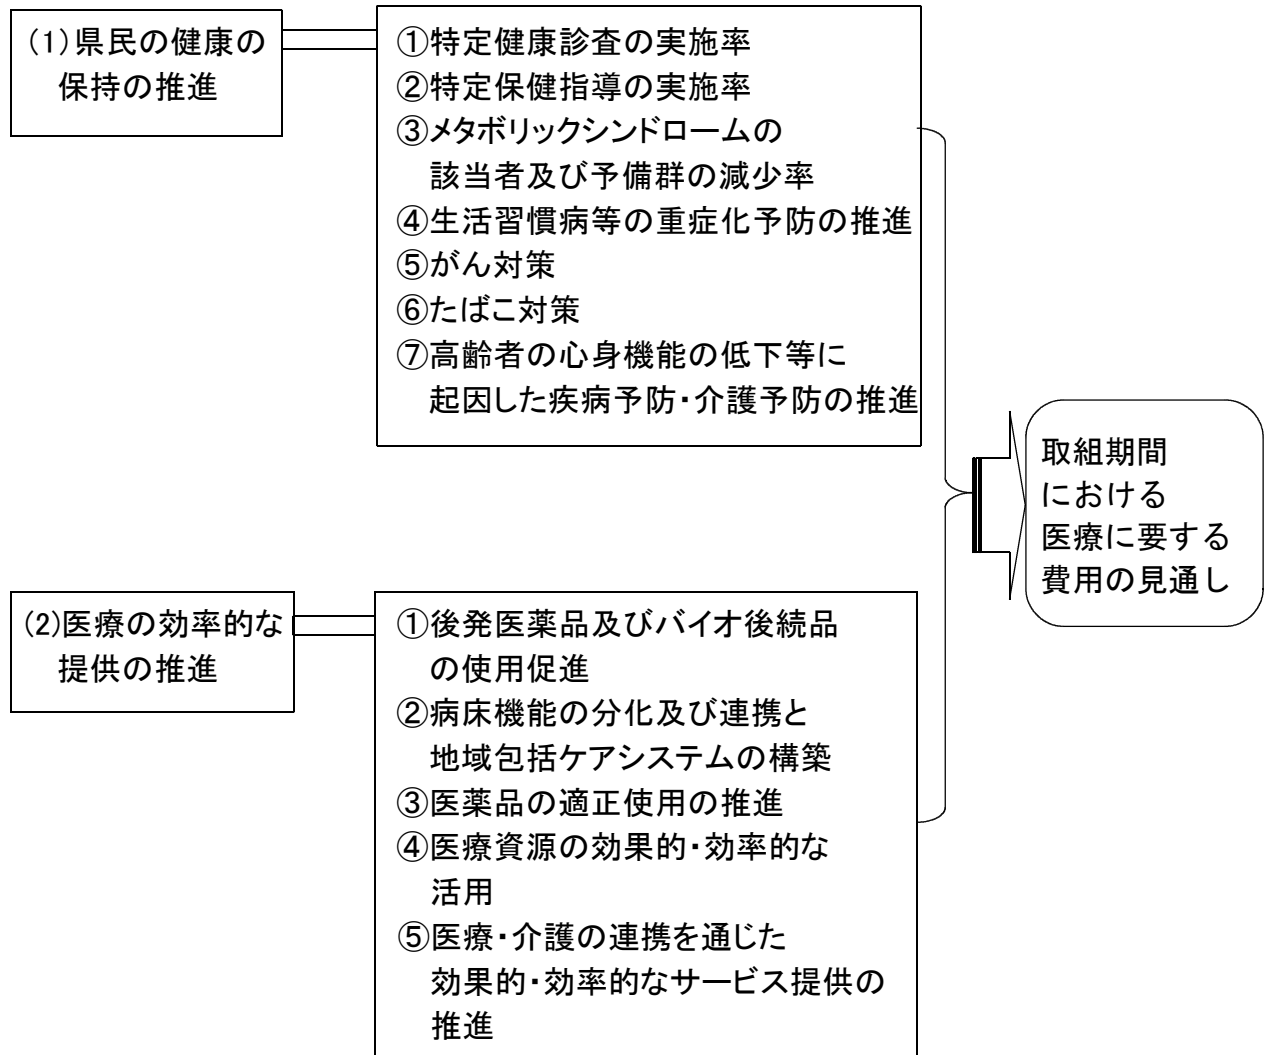 (1)県民の健康の
保持の推進
①特定健康診査の実施率
②特定保健指導の実施率
③メタボリックシンドロームの
該当者及び予備群の減少率
④生活習慣病等の重症化予防の推進
⑤がん対策
⑥たばこ対策
⑦高齢者の心身機能の低下等に
起因した疾病予防・介護予防の推進
取組期間
における
医療に要する
費用の見通し
(2)医療の効率的な
提供の推進
①後発医薬品及びバイオ後続品
の使用促進
②病床機能の分化及び連携と
地域包括ケアシステムの構築
③医薬品の適正使用の推進
④医療資源の効果的・効率的な
活用
⑤医療・介護の連携を通じた
効果的・効率的なサービス提供の
推進